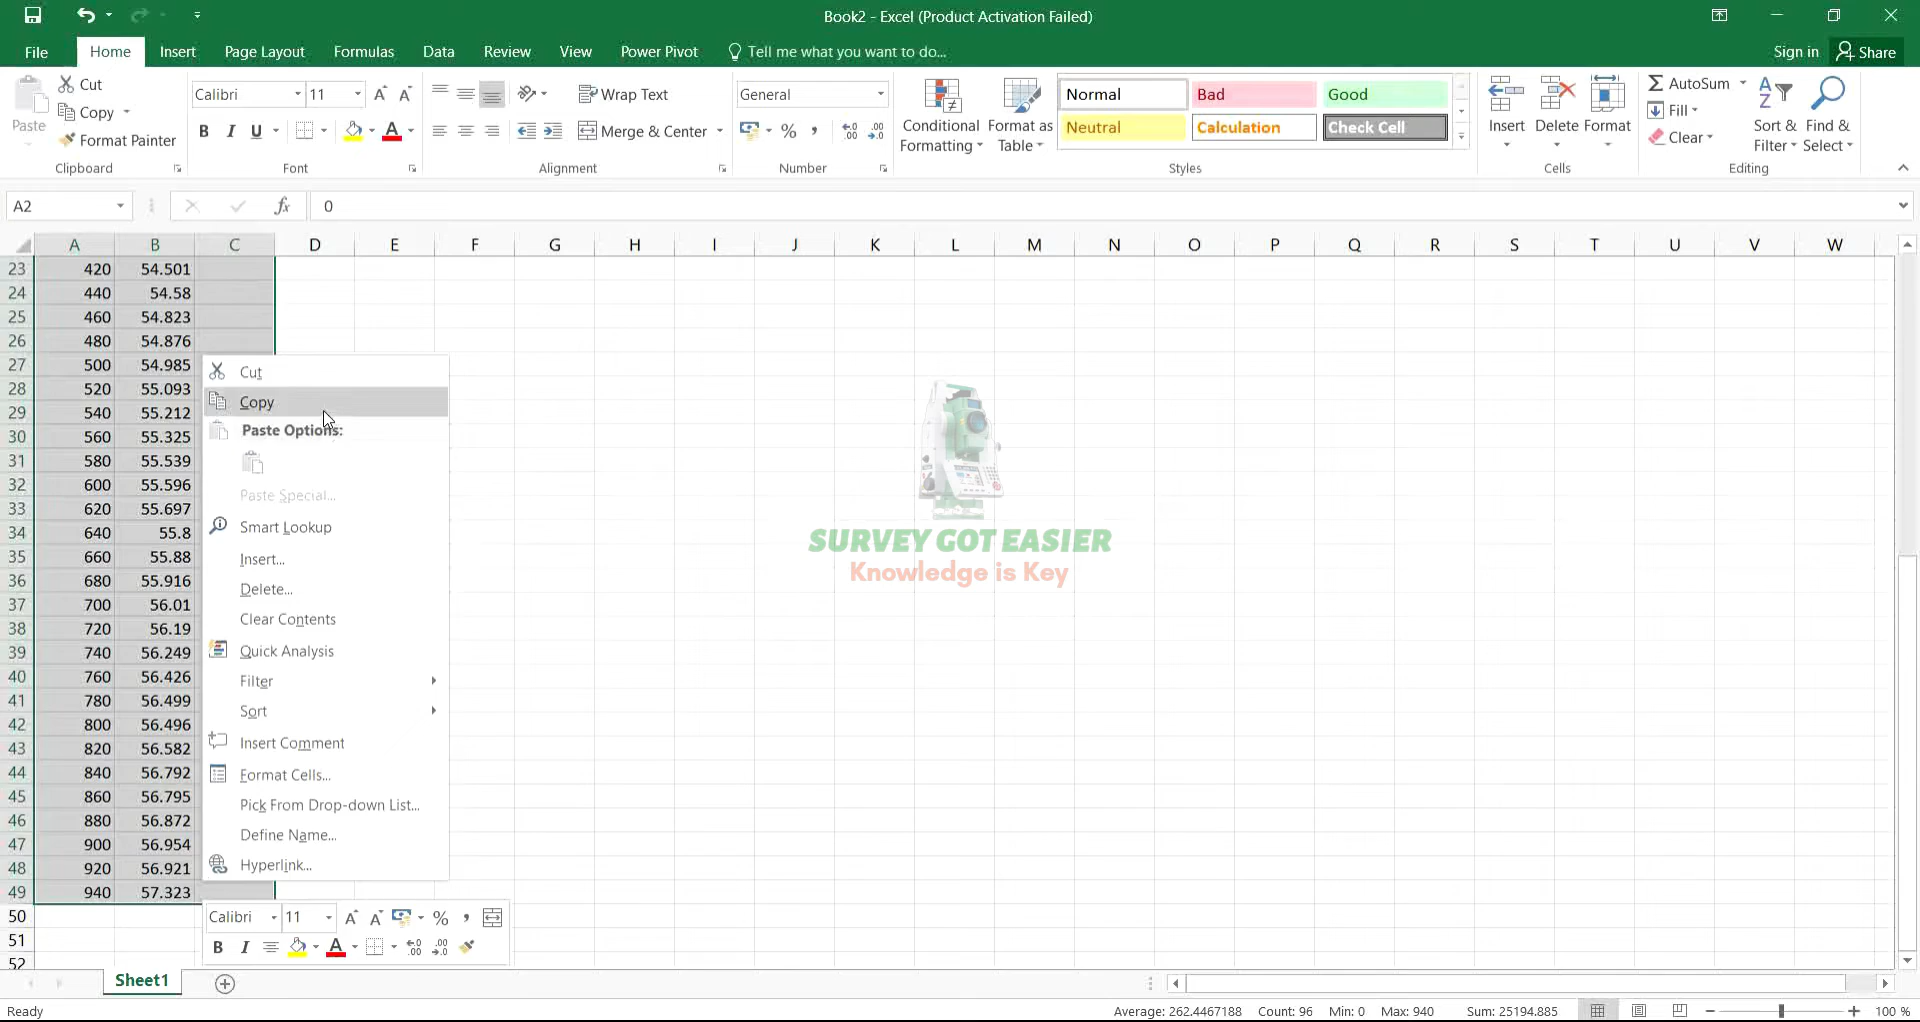 Book2 - Excel (Product Activation Failed)
File Home Insert Page Layout Formulas Data Review View Power Pivot Tell me what you want to do... Sign in Share
Paste
Cut
Copy
Format Painter
Clipboard
Calibri 11
B I U A
Font
Wrap Text
Merge & Center
Alignment
General
% ,
Number
Conditional Formatting
Format as Table
Normal Bad Good
Neutral Calculation Check Cell
Styles
Insert Delete Format
Cells
AutoSum
Fill
Clear
Sort & Filter
Find & Select
Editing
A2 fx 0
A B C D E F G H I J K L M N O P Q R S T U V W
23 420 54.501
24 440 54.58
25 460 54.823
26 480 54.876
27 500 54.985
28 520 55.093
29 540 55.212
30 560 55.325
31 580 55.539
32 600 55.596
33 620 55.697
34 640 55.8
35 660 55.88
36 680 55.916
37 700 56.01
38 720 56.19
39 740 56.249
40 760 56.426
41 780 56.499
42 800 56.496
43 820 56.582
44 840 56.792
45 860 56.795
46 880 56.872
47 900 56.954
48 920 56.921
49 940 57.323
50
51
52
Cut
Copy
Paste Options:
Paste Special...
Smart Lookup
Insert...
Delete...
Clear Contents
Quick Analysis
Filter
Sort
Insert Comment
Format Cells...
Pick From Drop-down List...
Define Name...
Hyperlink...
Calibri 11 A A % ,
B I A
SURVEY GOT EASIER
Knowledge is Key
Sheet1
Ready Average: 262.4467188 Count: 96 Min: 0 Max: 940 Sum: 25194.885 100 %